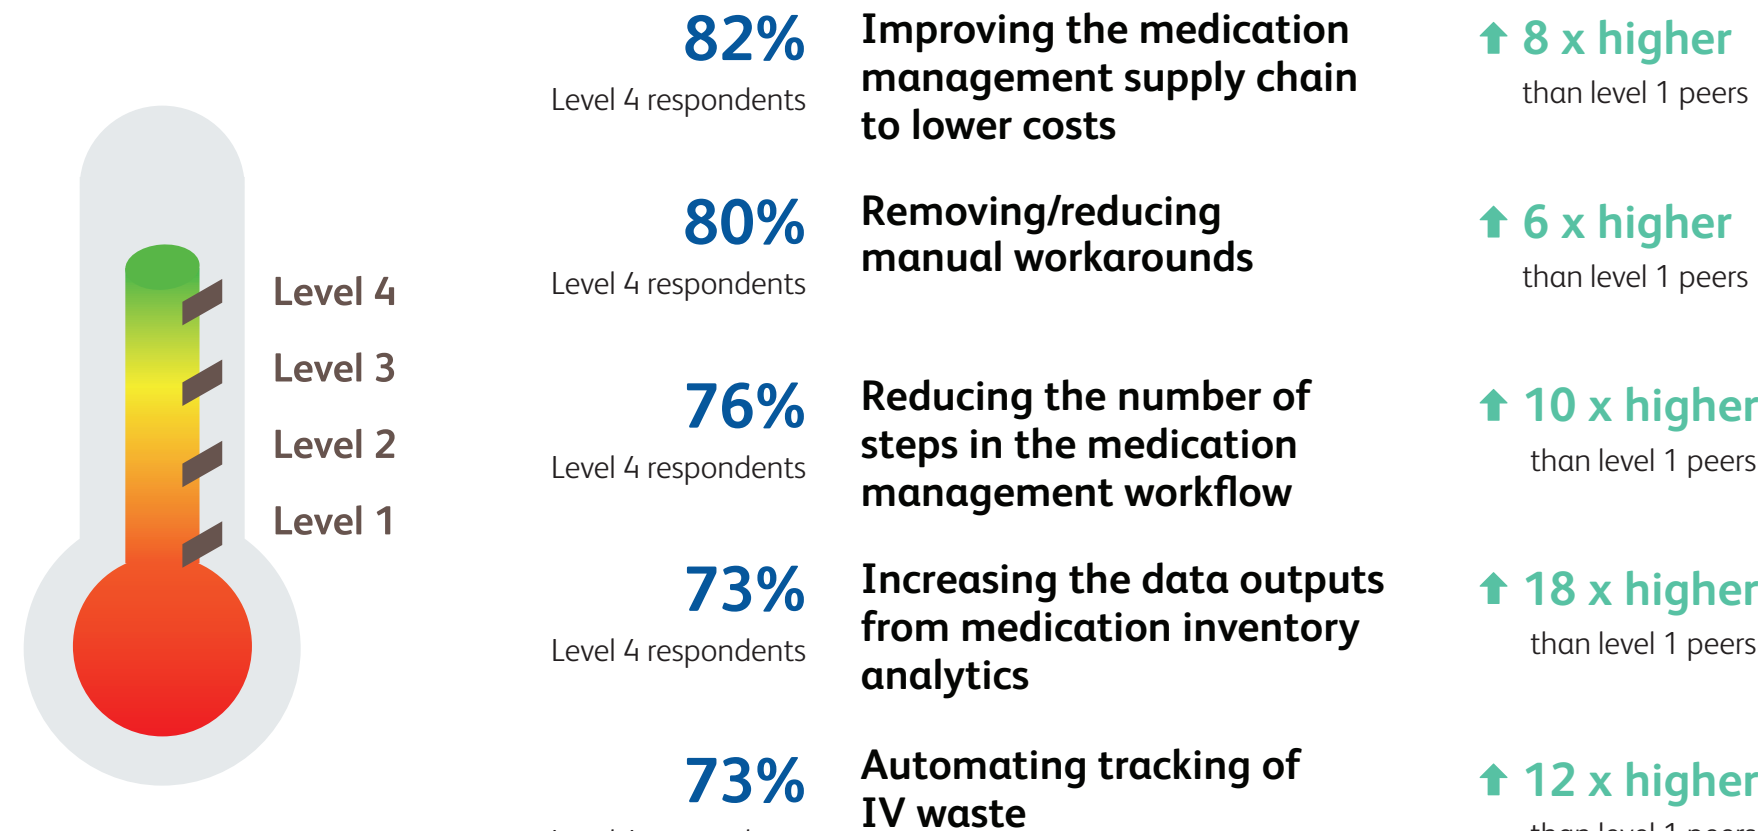 Level 4
Level 3
Level 2
Level 1
82%
Level 4 respondents
Improving the medication
management supply chain
to lower costs
8 x higher
than level 1 peers
80%
Level 4 respondents
Removing/reducing
manual workarounds
6 x higher
than level 1 peers
76%
Level 4 respondents
Reducing the number of
steps in the medication
management workflow
10 x higher
than level 1 peers
73%
Level 4 respondents
Increasing the data outputs
from medication inventory
analytics
18 x higher
than level 1 peers
73%
Automating tracking of
IV waste
12 x higher